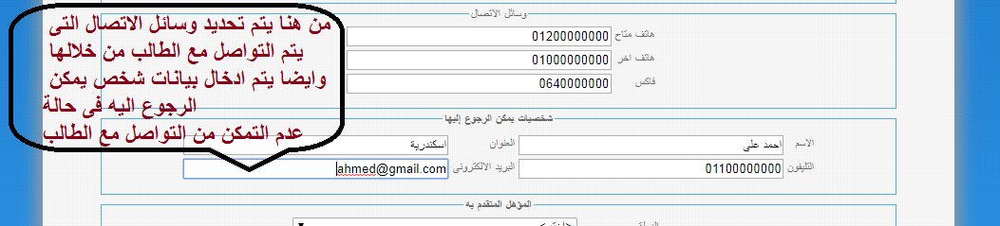 من هنا يتم تحديد وسائل الاتصال التى
يتم التواصل مع الطالب من خلالها
وايضا يتم ادخال بيانات شخص يمكن
الرجوع اليه فى حالة
عدم التمكن من التواصل مع الطالب
وسائل الاتصال
هاتف متاح 01200000000
هاتف اخر 01000000000
فاكس 0640000000
شخصيات يمكن الرجوع إليها
الاسم احمد على العنوان اسكندرية
التليفون 01100000000 البريد الالكترونى ahmed@gmail.com
المؤهل المتقدم به